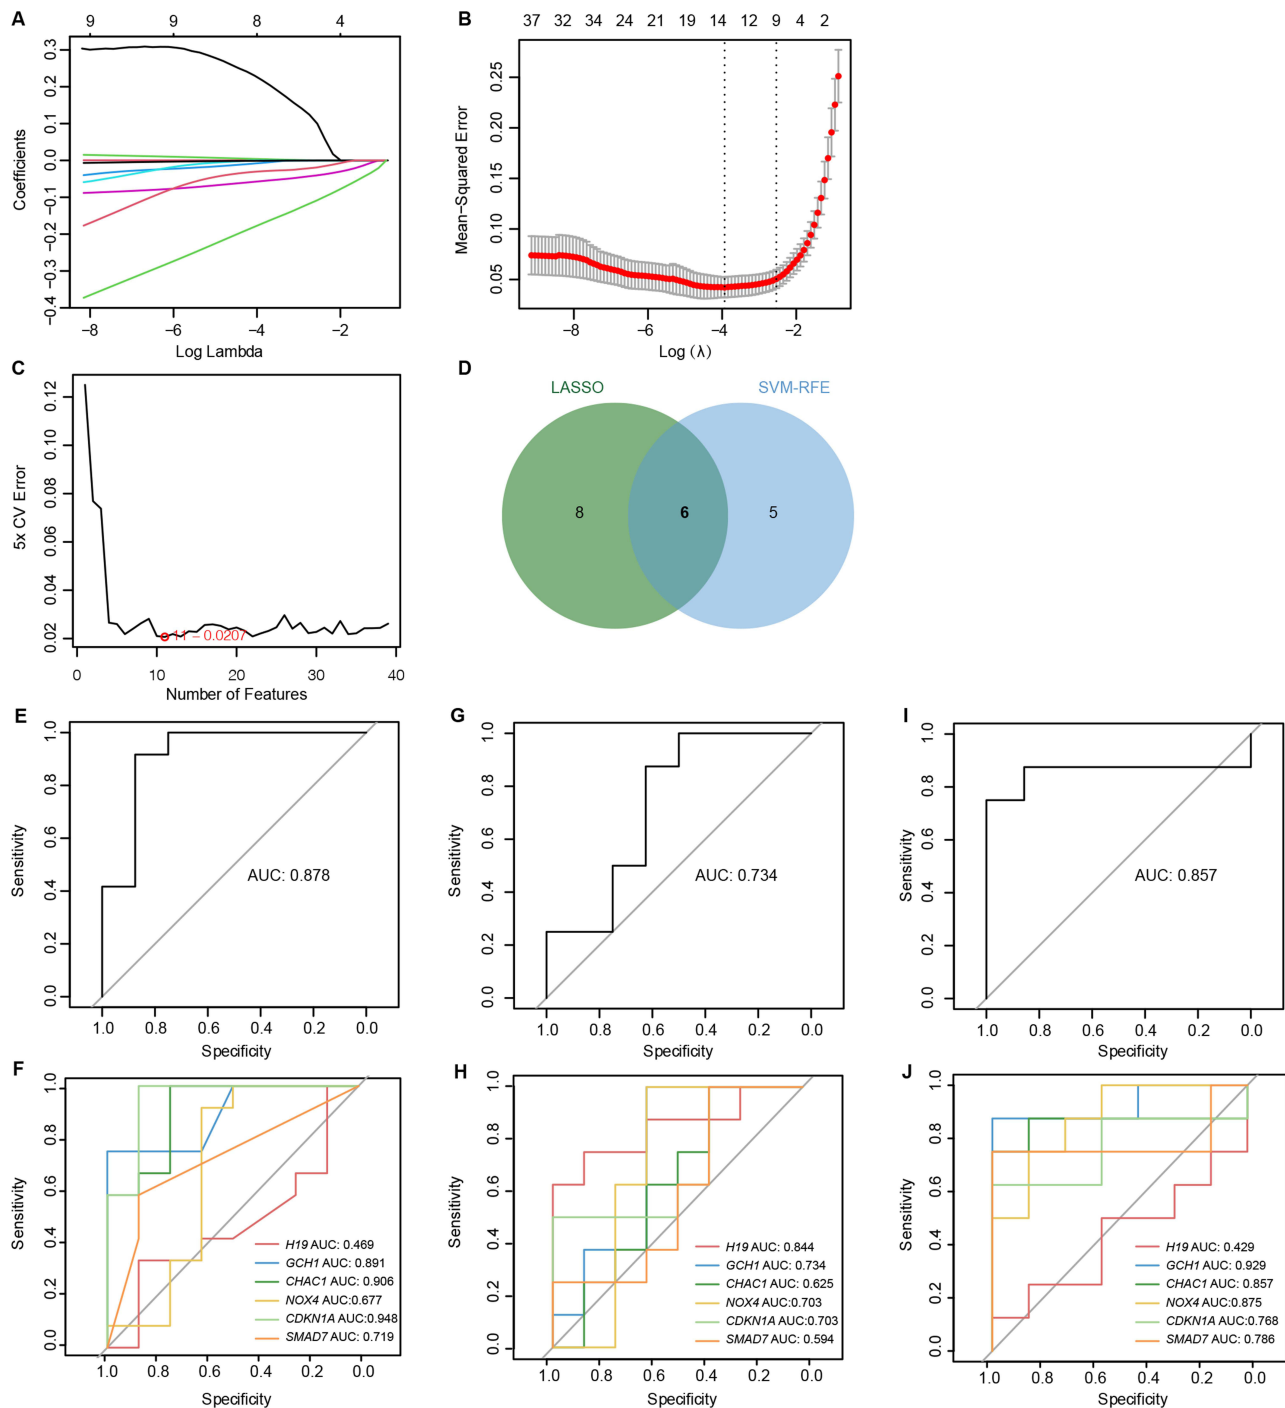 A
9 9 8 4
0.3
0.2
0.1
0.0
−0.1
−0.2
−0.3
−0.4
Coefficients
−8 −6 −4 −2
Log Lambda
B
37 32 34 24 21 19 14 12 9 4 2
0.25
0.20
0.15
0.10
0.05
Mean−Squared Error
−8 −6 −4 −2
Log (λ)
C
0.12
0.10
0.08
0.06
0.04
0.02
5x CV Error
11 − 0.0207
0 10 20 30 40
Number of Features
D
LASSO SVM-RFE
8 6 5
E
1.0
0.8
0.6
0.4
0.2
0.0
Sensitivity
AUC: 0.878
1.0 0.8 0.6 0.4 0.2 0.0
Specificity
G
1.0
0.8
0.6
0.4
0.2
0.0
Sensitivity
AUC: 0.734
1.0 0.8 0.6 0.4 0.2 0.0
Specificity
I
1.0
0.8
0.6
0.4
0.2
0.0
Sensitivity
AUC: 0.857
1.0 0.8 0.6 0.4 0.2 0.0
Specificity
F
1.0
0.8
0.6
0.4
0.2
0.0
Sensitivity
H19 AUC: 0.469
GCH1 AUC: 0.891
CHAC1 AUC: 0.906
NOX4 AUC:0.677
CDKN1A AUC:0.948
SMAD7 AUC: 0.719
1.0 0.8 0.6 0.4 0.2 0.0
Specificity
H
1.0
0.8
0.6
0.4
0.2
0.0
Sensitivity
H19 AUC: 0.844
GCH1 AUC: 0.734
CHAC1 AUC: 0.625
NOX4 AUC:0.703
CDKN1A AUC:0.703
SMAD7 AUC: 0.594
1.0 0.8 0.6 0.4 0.2 0.0
Specificity
J
1.0
0.8
0.6
0.4
0.2
0.0
Sensitivity
H19 AUC: 0.429
GCH1 AUC: 0.929
CHAC1 AUC: 0.857
NOX4 AUC: 0.875
CDKN1A AUC: 0.768
SMAD7 AUC: 0.786
1.0 0.8 0.6 0.4 0.2 0.0
Specificity